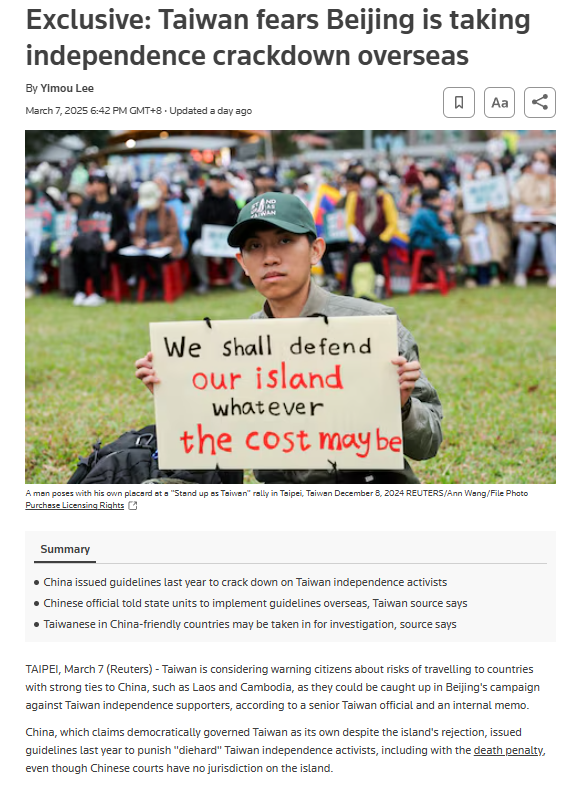 Exclusive: Taiwan fears Beijing is taking
independence crackdown overseas
By Yimou Lee
March 7, 2025 6:42 PM GMT+8 · Updated a day ago
Aa
STAND
AS
TAIWAN
We shall defend
our island
whatever
the cost may be
A man poses with his own placard at a "Stand up as Taiwan" rally in Taipei, Taiwan December 8, 2024 REUTERS/Ann Wang/File Photo
Purchase Licensing Rights
Summary
• China issued guidelines last year to crack down on Taiwan independence activists
• Chinese official told state units to implement guidelines overseas, Taiwan source says
• Taiwanese in China-friendly countries may be taken in for investigation, source says
TAIPEI, March 7 (Reuters) - Taiwan is considering warning citizens about risks of travelling to countries
with strong ties to China, such as Laos and Cambodia, as they could be caught up in Beijing's campaign
against Taiwan independence supporters, according to a senior Taiwan official and an internal memo.
China, which claims democratically governed Taiwan as its own despite the island's rejection, issued
guidelines last year to punish "diehard" Taiwan independence activists, including with the death penalty,
even though Chinese courts have no jurisdiction on the island.